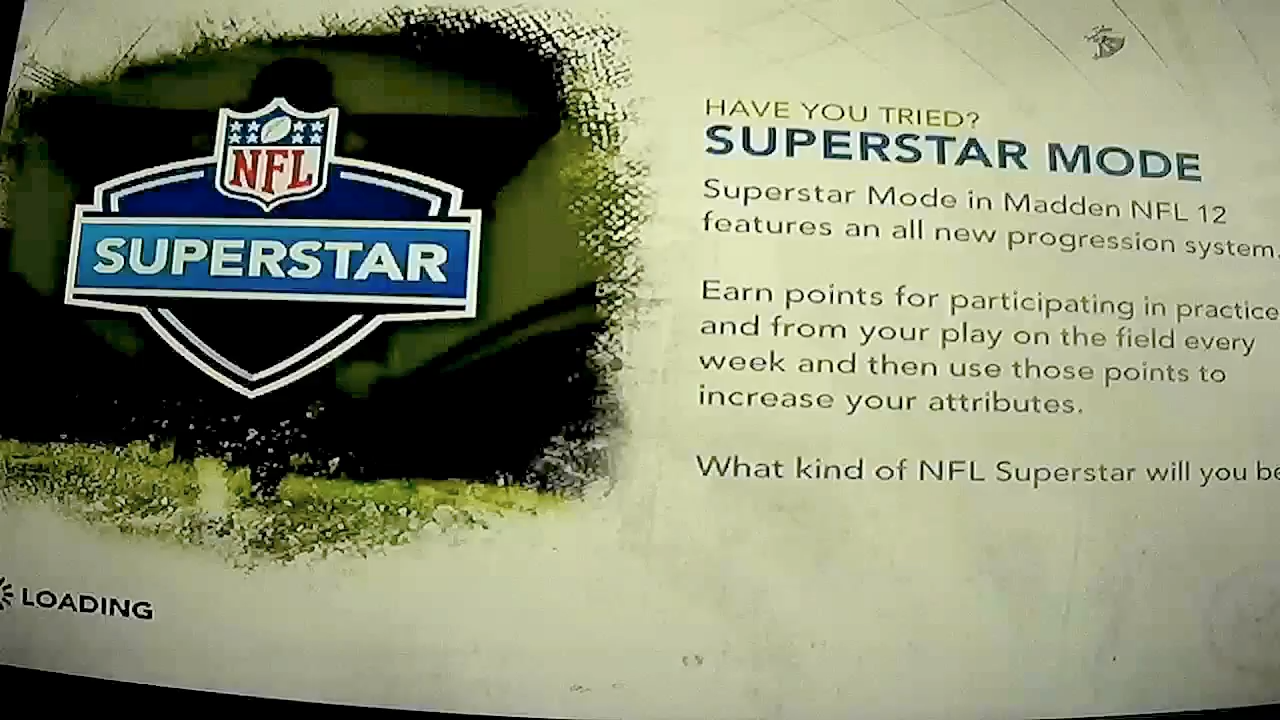 NFL
SUPERSTAR
HAVE YOU TRIED?
SUPERSTAR MODE
Superstar Mode in Madden NFL 12
features an all new progression system.
Earn points for participating in practice
and from your play on the field every
week and then use those points to
increase your attributes.
What kind of NFL Superstar will you be
LOADING